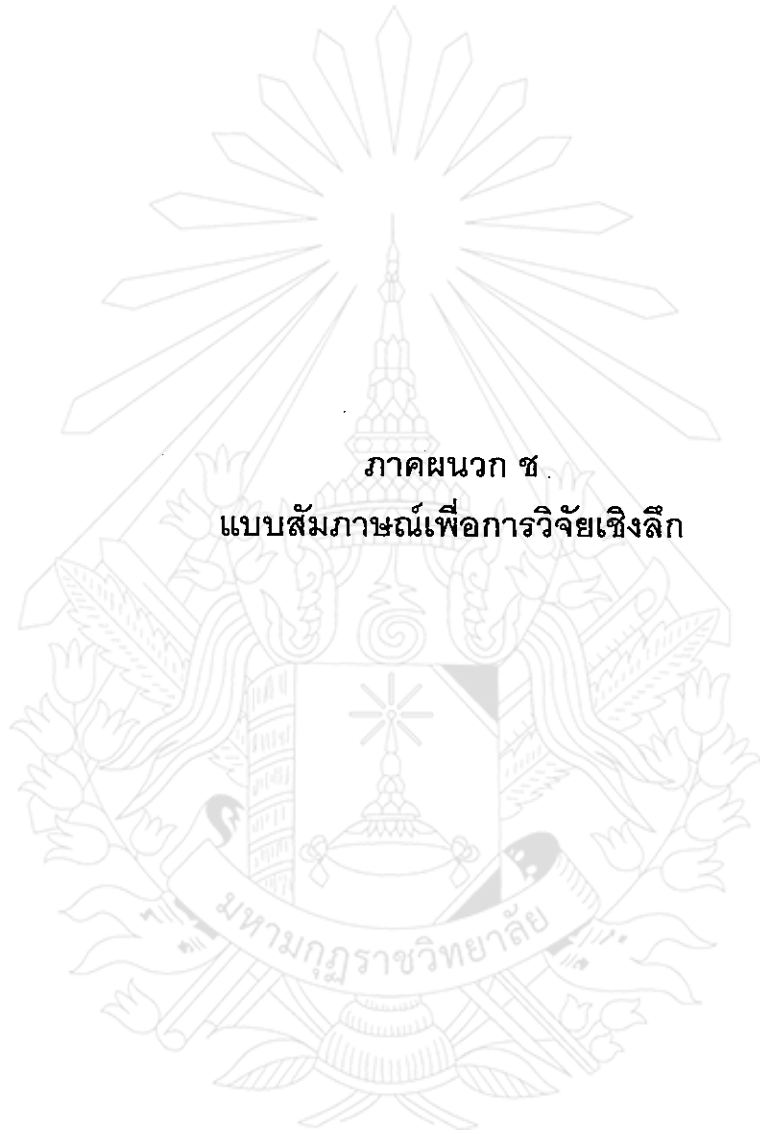 ภาคผนวก ช
แบบสัมภาษณ์เพื่อการวิจัยเชิงลึก
มหามกุฏราชวิทยาลัย